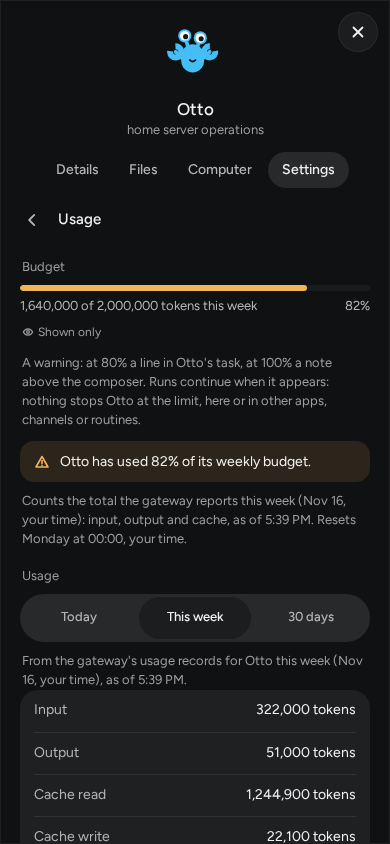 Otto
home server operations
Details Files Computer Settings
Usage
Budget
1,640,000 of 2,000,000 tokens this week 82%
Shown only
A warning: at 80% a line in Otto's task, at 100% a note
above the composer. Runs continue when it appears:
nothing stops Otto at the limit, here or in other apps,
channels or routines.
Otto has used 82% of its weekly budget.
Counts the total the gateway reports this week (Nov 16,
your time): input, output and cache, as of 5:39 PM. Resets
Monday at 00:00, your time.
Usage
Today This week 30 days
From the gateway's usage records for Otto this week (Nov
16, your time), as of 5:39 PM.
Input 322,000 tokens
Output 51,000 tokens
Cache read 1,244,900 tokens
Cache write 22,100 tokens